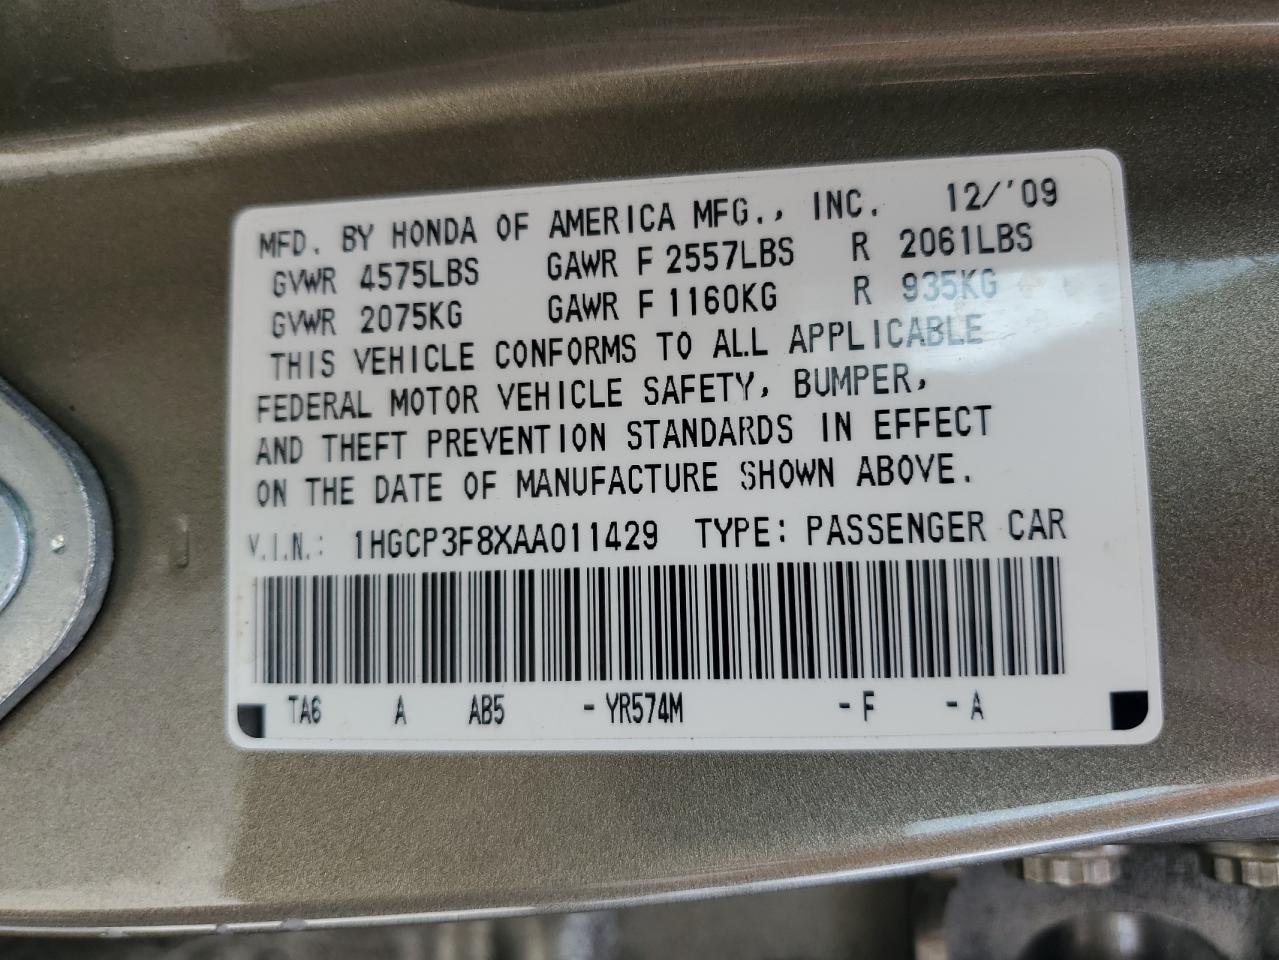 MFD. BY HONDA OF AMERICA MFG., INC. 12/'09
GVWR 4575LBS GAWR F 2557LBS R 2061LBS
GVWR 2075KG GAWR F 1160KG R 935KG
THIS VEHICLE CONFORMS TO ALL APPLICABLE
FEDERAL MOTOR VEHICLE SAFETY, BUMPER,
AND THEFT PREVENTION STANDARDS IN EFFECT
ON THE DATE OF MANUFACTURE SHOWN ABOVE.
V.I.N.: 1HGCP3F8XAA011429 TYPE: PASSENGER CAR
TA6 A AB5 -YR574M -F -A